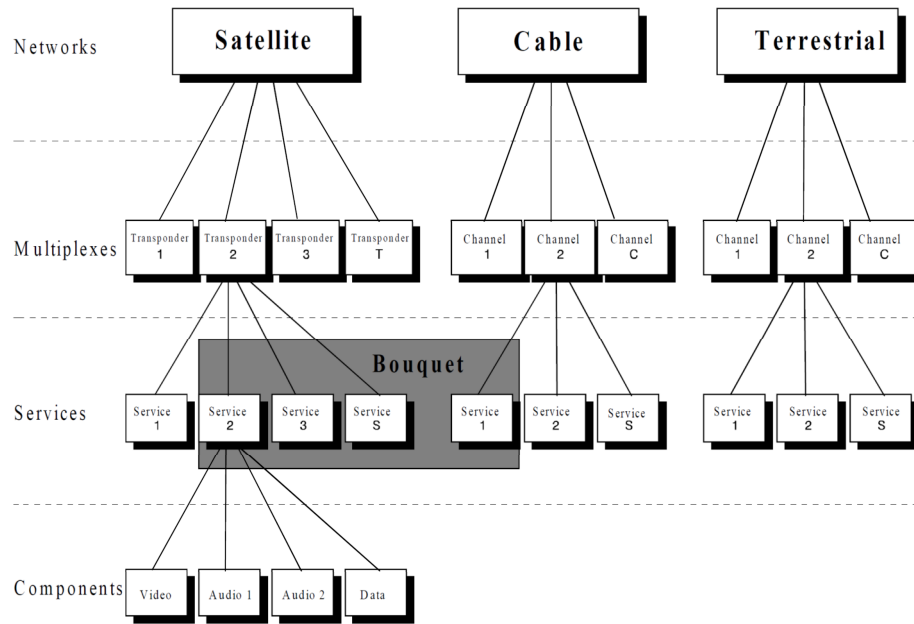 Networks
Satellite
Cable
Terrestrial
Multiplexes
Transponder
1
Transponder
2
Transponder
3
Transponder
T
Channel
1
Channel
2
Channel
C
Channel
1
Channel
2
Channel
C
Bouquet
Services
Service
1
Service
2
Service
3
Service
S
Service
1
Service
2
Service
S
Service
1
Service
2
Service
S
Components
Video
Audio 1
Audio 2
Data